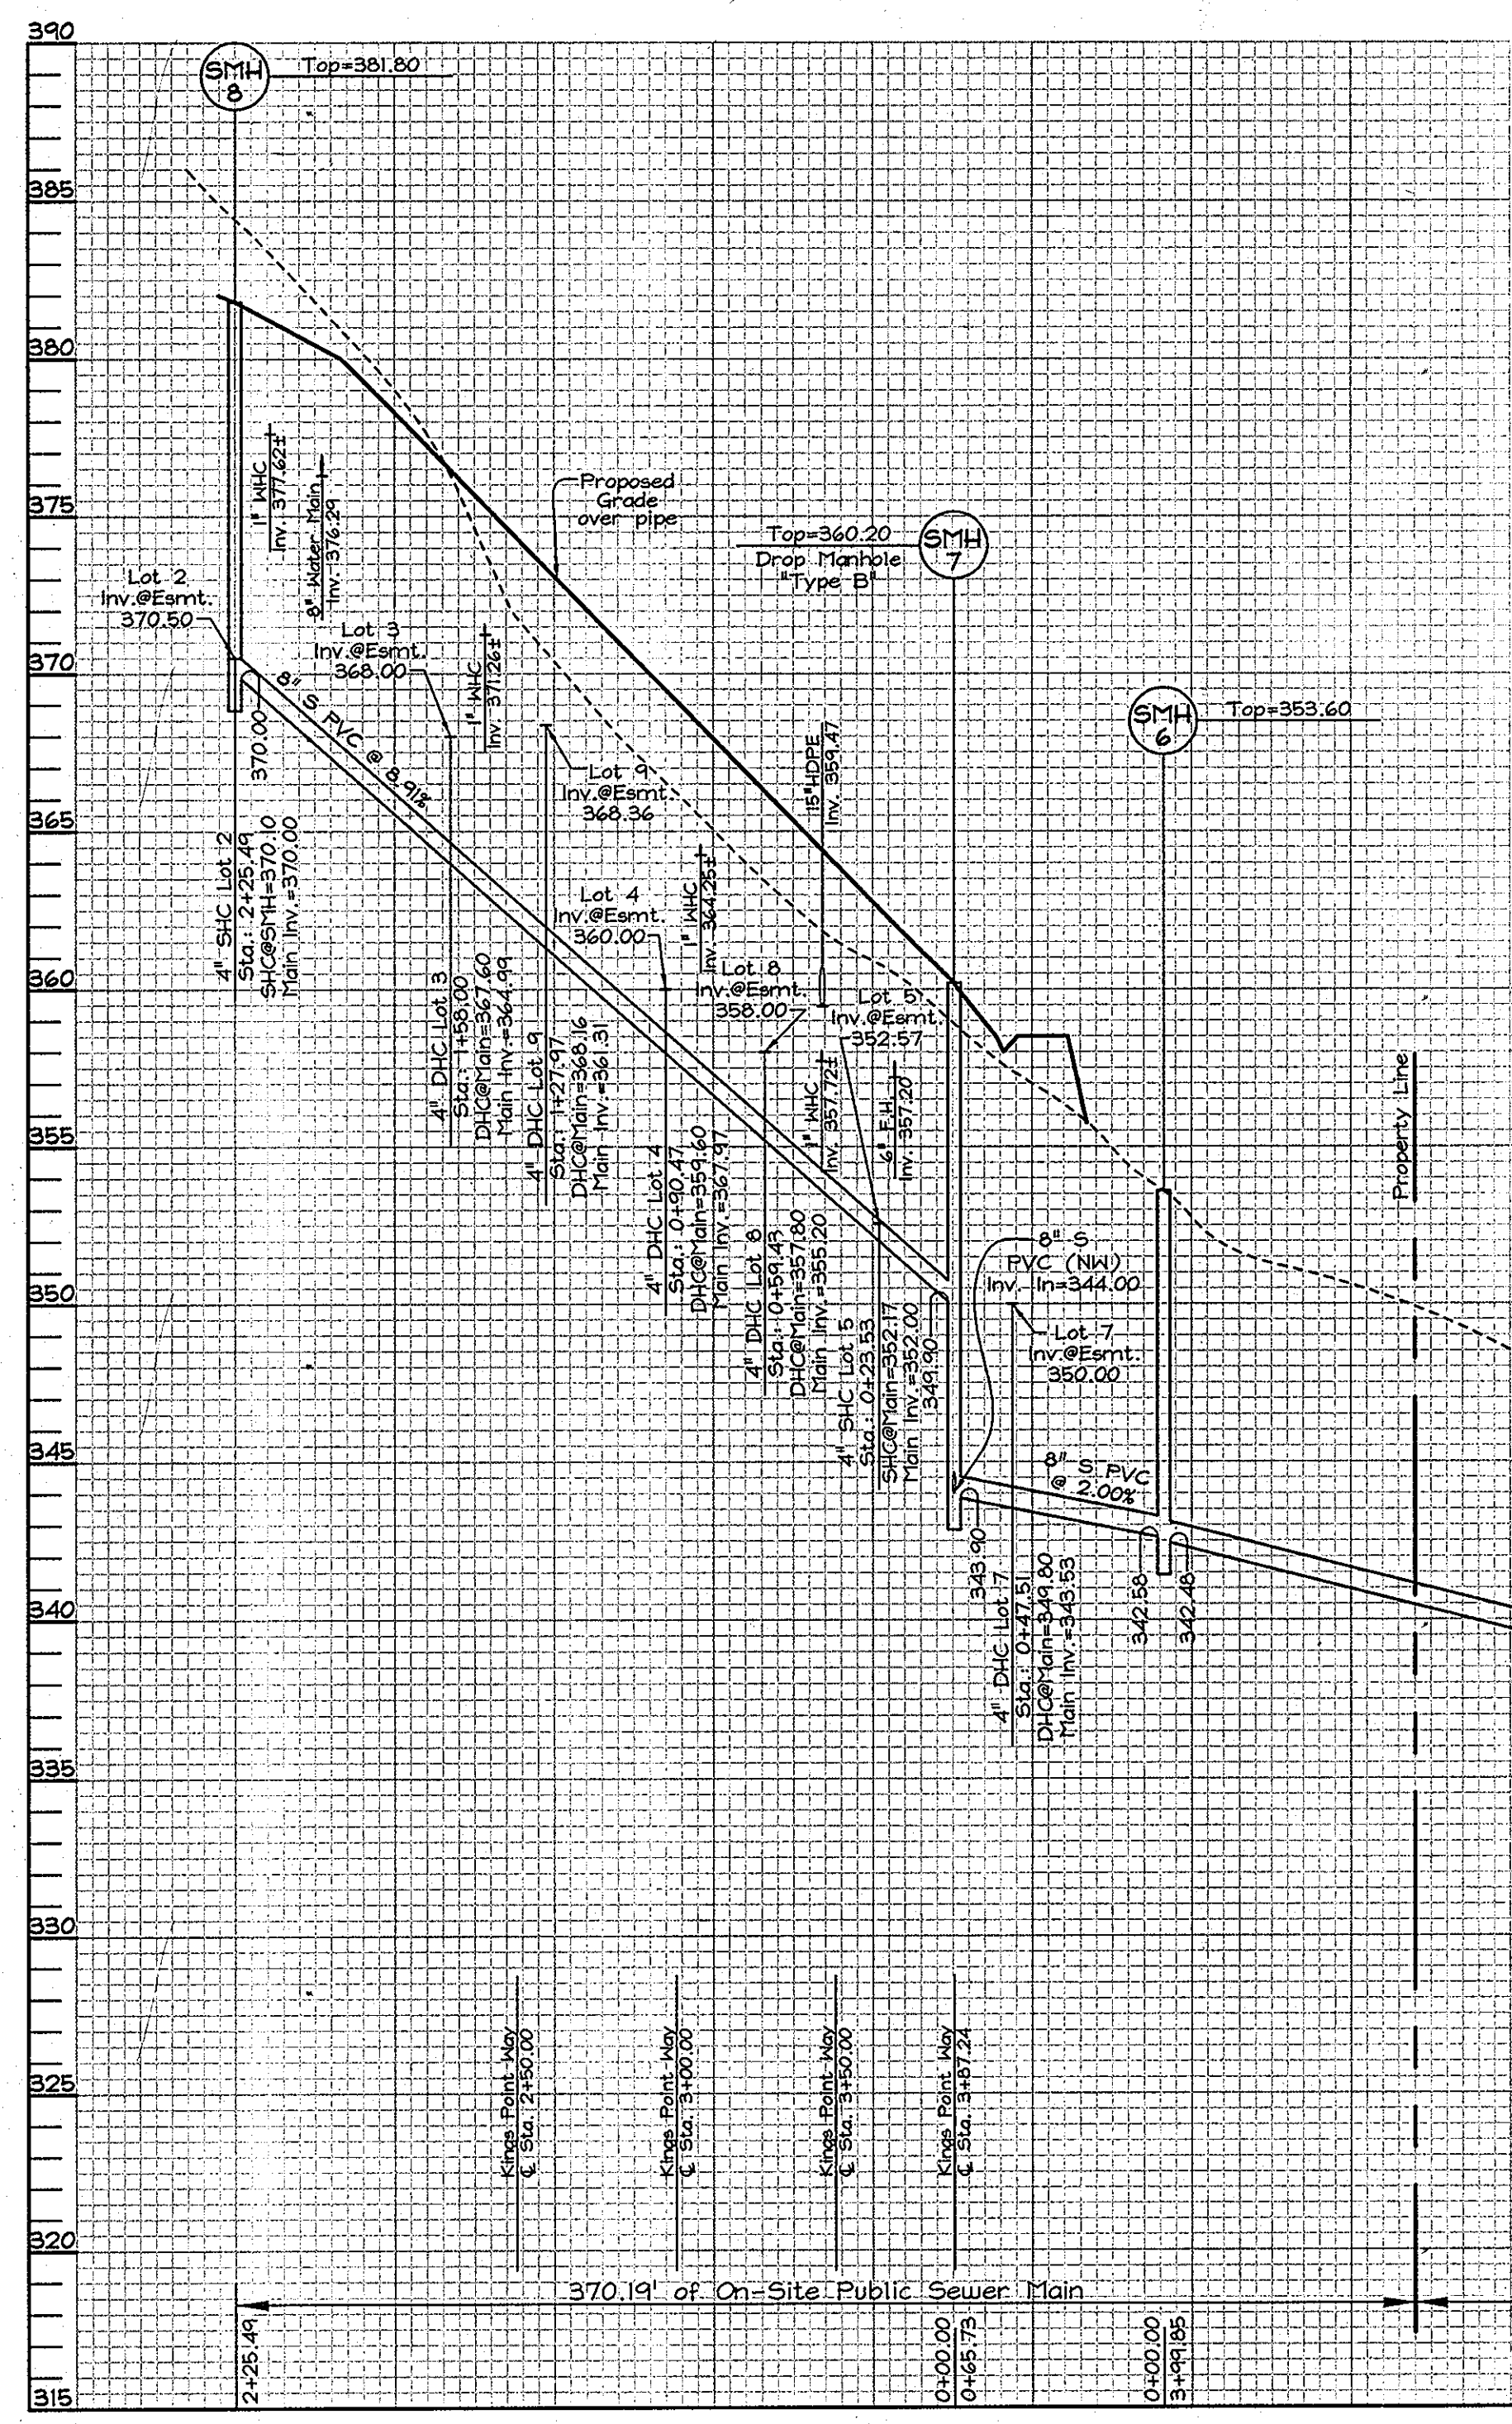 390
385
380
375
370
365
360
355
350
345
340
335
330
325
320
315
SMH
8
Top=381.80
1" WHC
Inv. 377.62±
8" Water Main
Inv. 376.29
Lot 2
Inv.@Esmt.
370.50
370.00
8" S PVC @ 8.91%
4" SHC Lot 2
Sta.: 2+25.49
SHC@SMH=370.10
Main Inv.=370.00
Lot 3
Inv.@Esmt.
368.00
1" WHC
Inv. 371.26±
4" DHC Lot 3
Sta.: 1+58.00
DHC@Main=367.60
Main Inv.=364.99
Proposed
Grade
over pipe
Lot 9
Inv.@Esmt.
368.36
4" DHC Lot 9
Sta.: 1+27.97
DHC@Main=368.16
Main Inv.=361.31
Lot 4
Inv.@Esmt.
360.00
1" WHC
Inv. 364.25±
4" DHC Lot 4
Sta.: 0+90.47
DHC@Main=359.60
Main Inv.=367.97
15" HDPE
Inv. 359.47
Lot 8
Inv.@Esmt.
358.00
4" DHC Lot 8
Sta.: 0+59.43
DHC@Main=357.80
Main Inv.=355.20
1" WHC
Inv. 357.72±
Lot 5
Inv.@Esmt.
352.57
6" F.H.
Inv. 357.20
4" SHC Lot 5
Sta.: 0+23.53
SHC@Main=352.17
Main Inv.=352.00
349.90
SMH
7
Top=360.20
Drop Manhole
"Type B"
8" S
PVC (NW)
Inv. In=344.00
Lot 7
Inv.@Esmt.
350.00
343.90
4" DHC Lot 7
Sta.: 0+47.51
DHC@Main=349.80
Main Inv.=343.53
8" S PVC
@ 2.00%
SMH
6
Top=353.60
342.58
342.48
Property Line
Kings Point Way
℄ Sta. 2+50.00
Kings Point Way
℄ Sta. 3+00.00
Kings Point Way
℄ Sta. 3+50.00
Kings Point Way
℄ Sta. 3+87.24
370.19' of On-Site Public Sewer Main
2+25.49
0+00.00
0+65.73
0+00.00
3+99.85